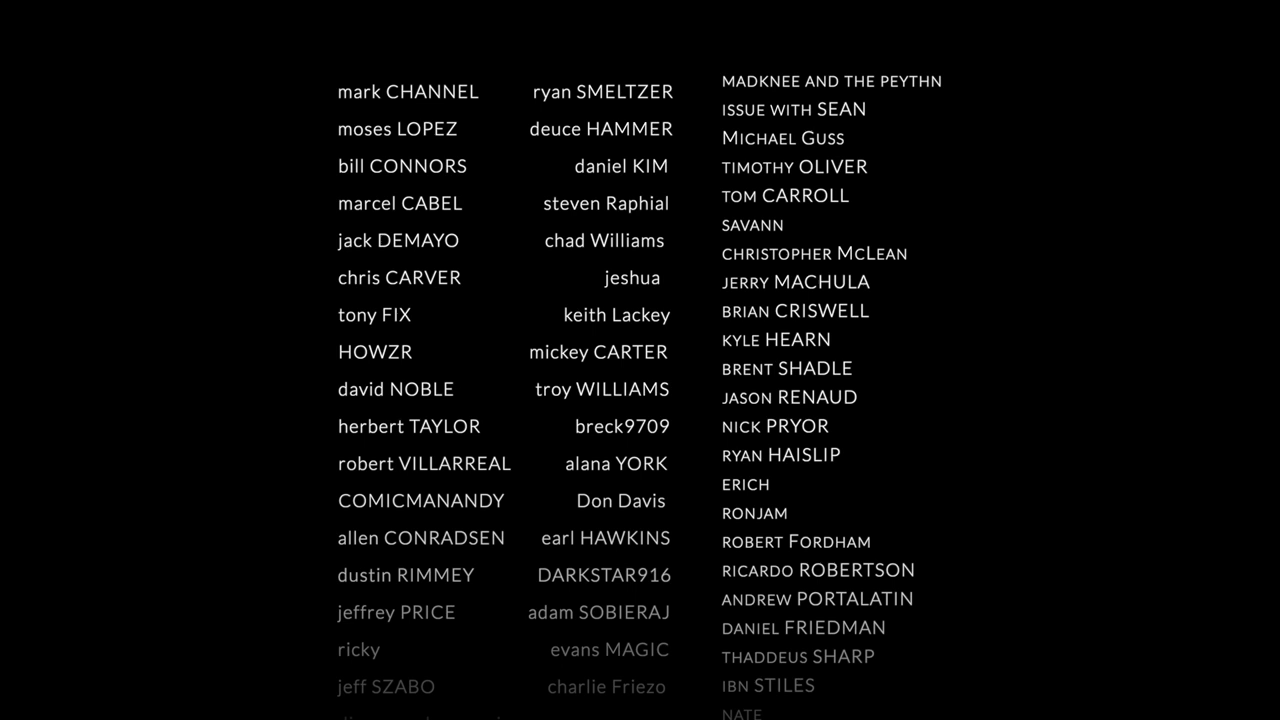 mark CHANNEL
moses LOPEZ
bill CONNORS
marcel CABEL
jack DEMAYO
chris CARVER
tony FIX
HOWZR
david NOBLE
herbert TAYLOR
robert VILLARREAL
COMICMANANDY
allen CONRADSEN
dustin RIMMEY
jeffrey PRICE
ricky
jeff SZABO
ryan SMELTZER
deuce HAMMER
daniel KIM
steven Raphial
chad Williams
jeshua
keith Lackey
mickey CARTER
troy WILLIAMS
breck9709
alana YORK
Don Davis
earl HAWKINS
DARKSTAR916
adam SOBIERAJ
evans MAGIC
charlie Friezo
MADKNEE AND THE PEYTHN
ISSUE WITH SEAN
MICHAEL GUSS
TIMOTHY OLIVER
TOM CARROLL
SAVANN
CHRISTOPHER MCLEAN
JERRY MACHULA
BRIAN CRISWELL
KYLE HEARN
BRENT SHADLE
JASON RENAUD
NICK PRYOR
RYAN HAISLIP
ERICH
RONJAM
ROBERT FORDHAM
RICARDO ROBERTSON
ANDREW PORTALATIN
DANIEL FRIEDMAN
THADDEUS SHARP
IBN STILES
NATE